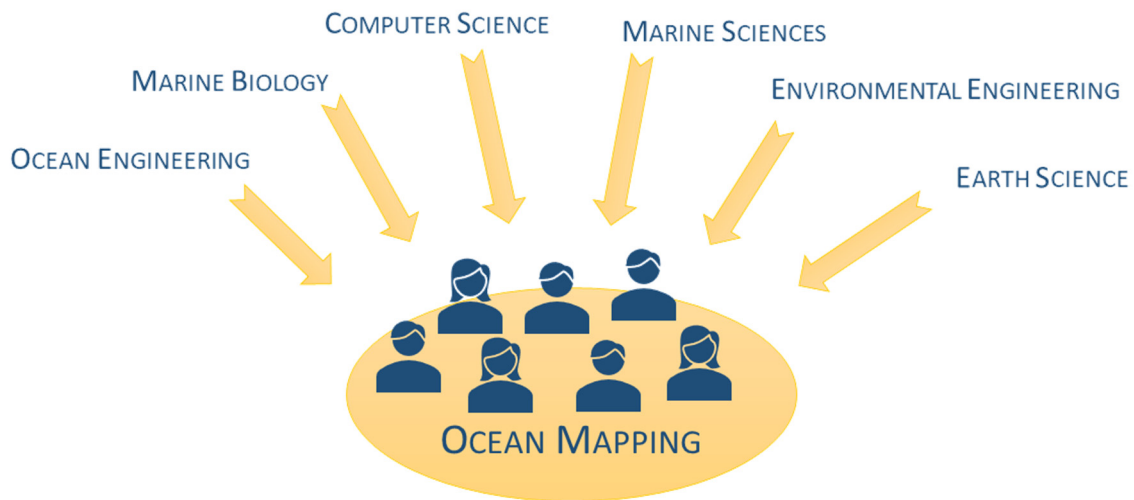 Computer Science
Marine Sciences
Marine Biology
Environmental Engineering
Ocean Engineering
Earth Science
Ocean Mapping